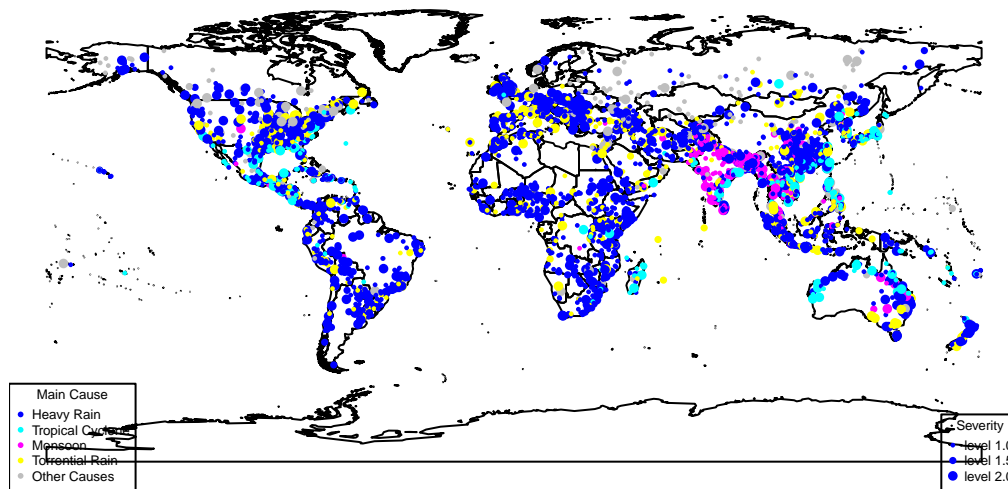 Main Cause
Heavy Rain
Tropical Cyclone
Monsoon
Torrential Rain
Other Causes
Severity
level 1.0
level 1.5
level 2.0